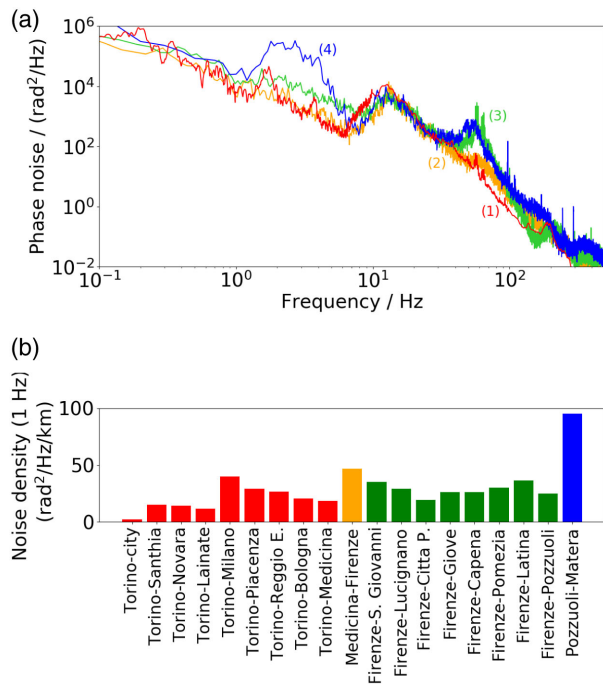 (a)
Phase noise / (rad²/Hz)
10⁶
10⁴
10²
10⁰
10⁻²
(4)
(3)
(2)
(1)
10⁻¹
10⁰
10¹
10²
Frequency / Hz
(b)
Noise density (1 Hz)
(rad²/Hz/km)
100
50
0
Torino-city
Torino-Santhia
Torino-Novara
Torino-Lainate
Torino-Milano
Torino-Piacenza
Torino-Reggio E.
Torino-Bologna
Torino-Medicina
Medicina-Firenze
Firenze-S. Giovanni
Firenze-Lucignano
Firenze-Citta P.
Firenze-Giove
Firenze-Capena
Firenze-Pomezia
Firenze-Latina
Firenze-Pozzuoli
Pozzuoli-Matera